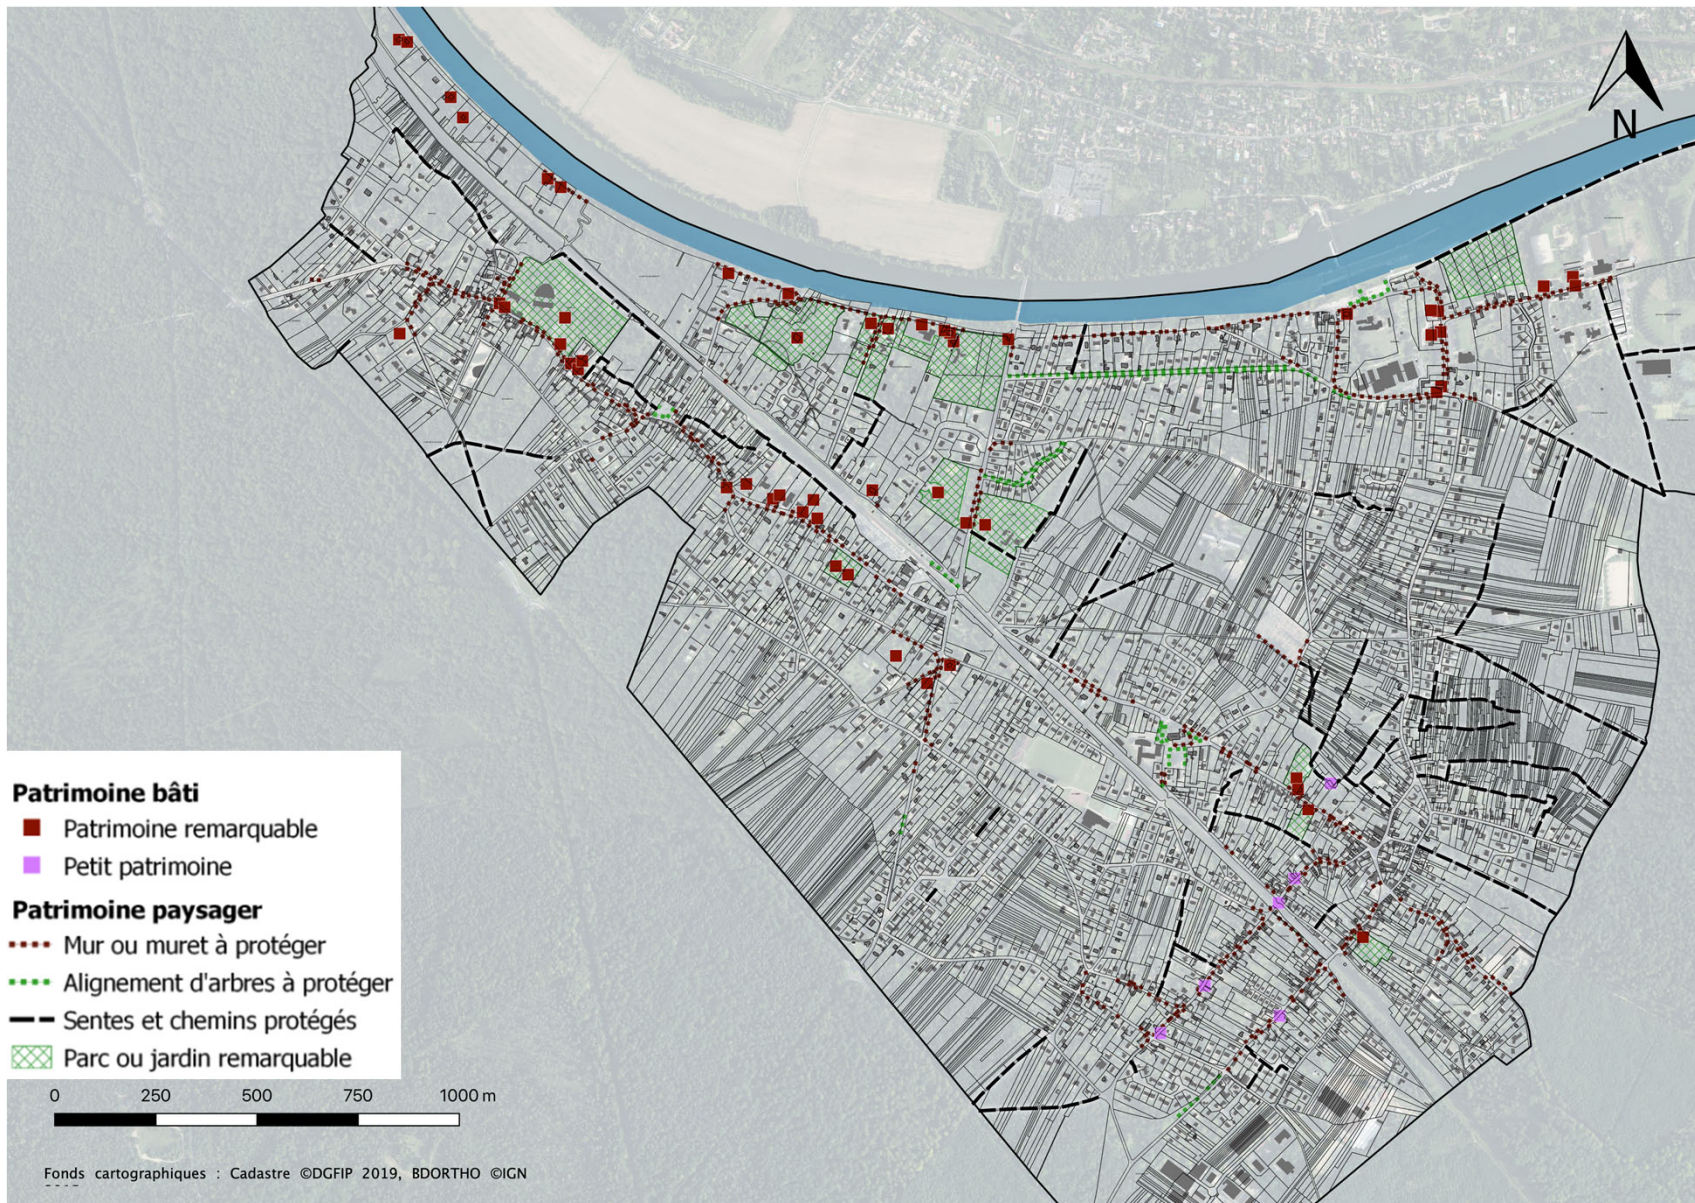 N
Patrimoine bâti
Patrimoine remarquable
Petit patrimoine
Patrimoine paysager
Mur ou muret à protéger
Alignement d'arbres à protéger
Sentes et chemins protégés
Parc ou jardin remarquable
0 250 500 750 1000 m
Fonds cartographiques : Cadastre ©DGFIP 2019, BDORTHO ©IGN